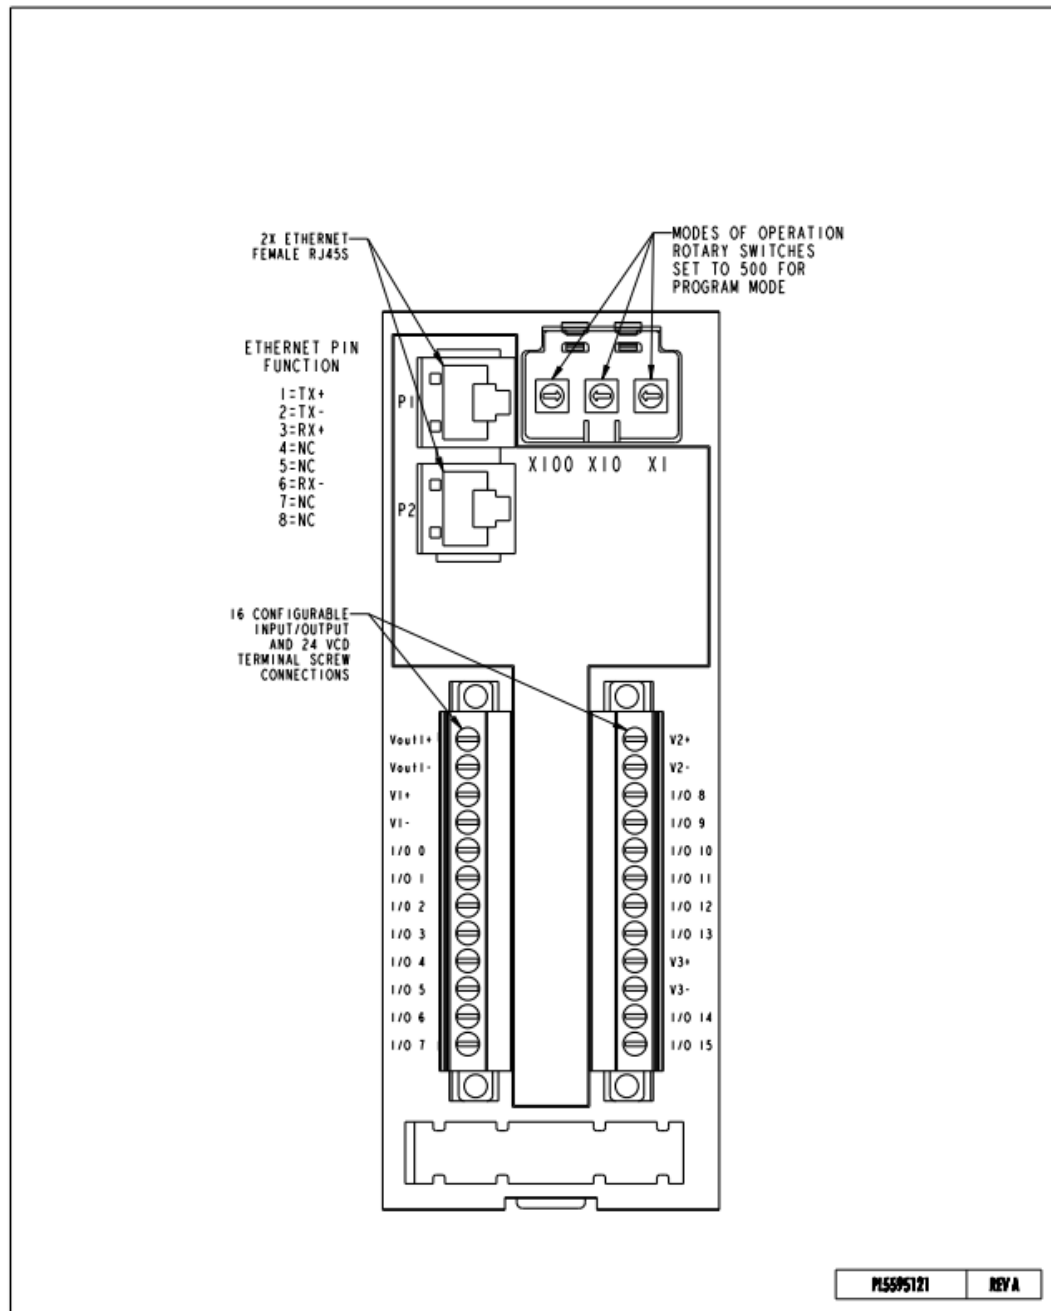 2X ETHERNET
FEMALE RJ45S
MODES OF OPERATION
ROTARY SWITCHES
SET TO 500 FOR
PROGRAM MODE
ETHERNET PIN
FUNCTION
1=TX+
2=TX-
3=RX+
4=NC
5=NC
6=RX-
7=NC
8=NC
P1
P2
X100 X10 X1
16 CONFIGURABLE
INPUT/OUTPUT
AND 24 VCD
TERMINAL SCREW
CONNECTIONS
Vout1+
Vout1-
V1+
V1-
I/O 0
I/O 1
I/O 2
I/O 3
I/O 4
I/O 5
I/O 6
I/O 7
V2+
V2-
I/O 8
I/O 9
I/O 10
I/O 11
I/O 12
I/O 13
V3+
V3-
I/O 14
I/O 15
PL5595121 REV A